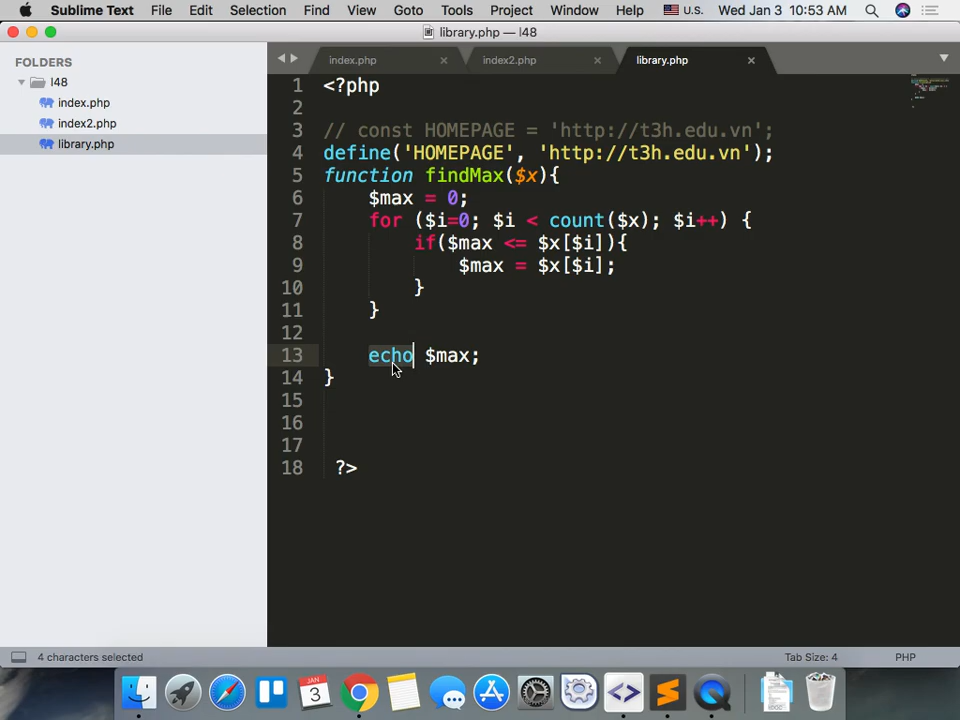 Sublime Text File Edit Selection Find View Goto Tools Project Window Help U.S. Wed Jan 3 10:53 AM
library.php — l48
FOLDERS
l48
index.php
index2.php
library.php
index.php × index2.php × library.php ×
1 <?php
2
3 // const HOMEPAGE = 'http://t3h.edu.vn';
4 define('HOMEPAGE', 'http://t3h.edu.vn');
5 function findMax($x){
6 $max = 0;
7 for ($i=0; $i < count($x); $i++) {
8 if($max <= $x[$i]){
9 $max = $x[$i];
10 }
11 }
12
13 echo $max;
14 }
15
16
17
18 ?>
4 characters selected Tab Size: 4 PHP
3